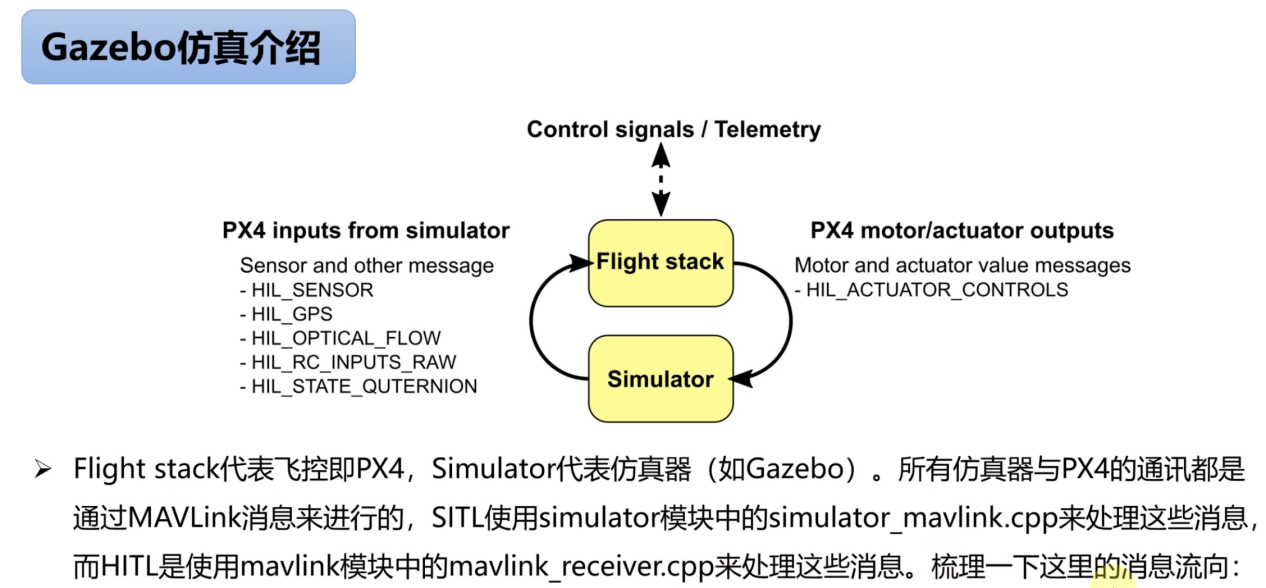 Gazebo仿真介绍
Control signals / Telemetry
PX4 inputs from simulator
Sensor and other message
- HIL_SENSOR
- HIL_GPS
- HIL_OPTICAL_FLOW
- HIL_RC_INPUTS_RAW
- HIL_STATE_QUTERNION
Flight stack
Simulator
PX4 motor/actuator outputs
Motor and actuator value messages
- HIL_ACTUATOR_CONTROLS
➢ Flight stack代表飞控即PX4，Simulator代表仿真器（如Gazebo）。所有仿真器与PX4的通讯都是
通过MAVLink消息来进行的，SITL使用simulator模块中的simulator_mavlink.cpp来处理这些消息，
而HITL是使用mavlink模块中的mavlink_receiver.cpp来处理这些消息。梳理一下这里的消息流向：